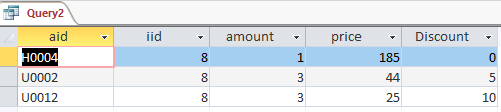 Query2
aid iid amount price Discount
H0004 8 1 185 0
U0002 8 3 44 5
U0012 8 3 25 10